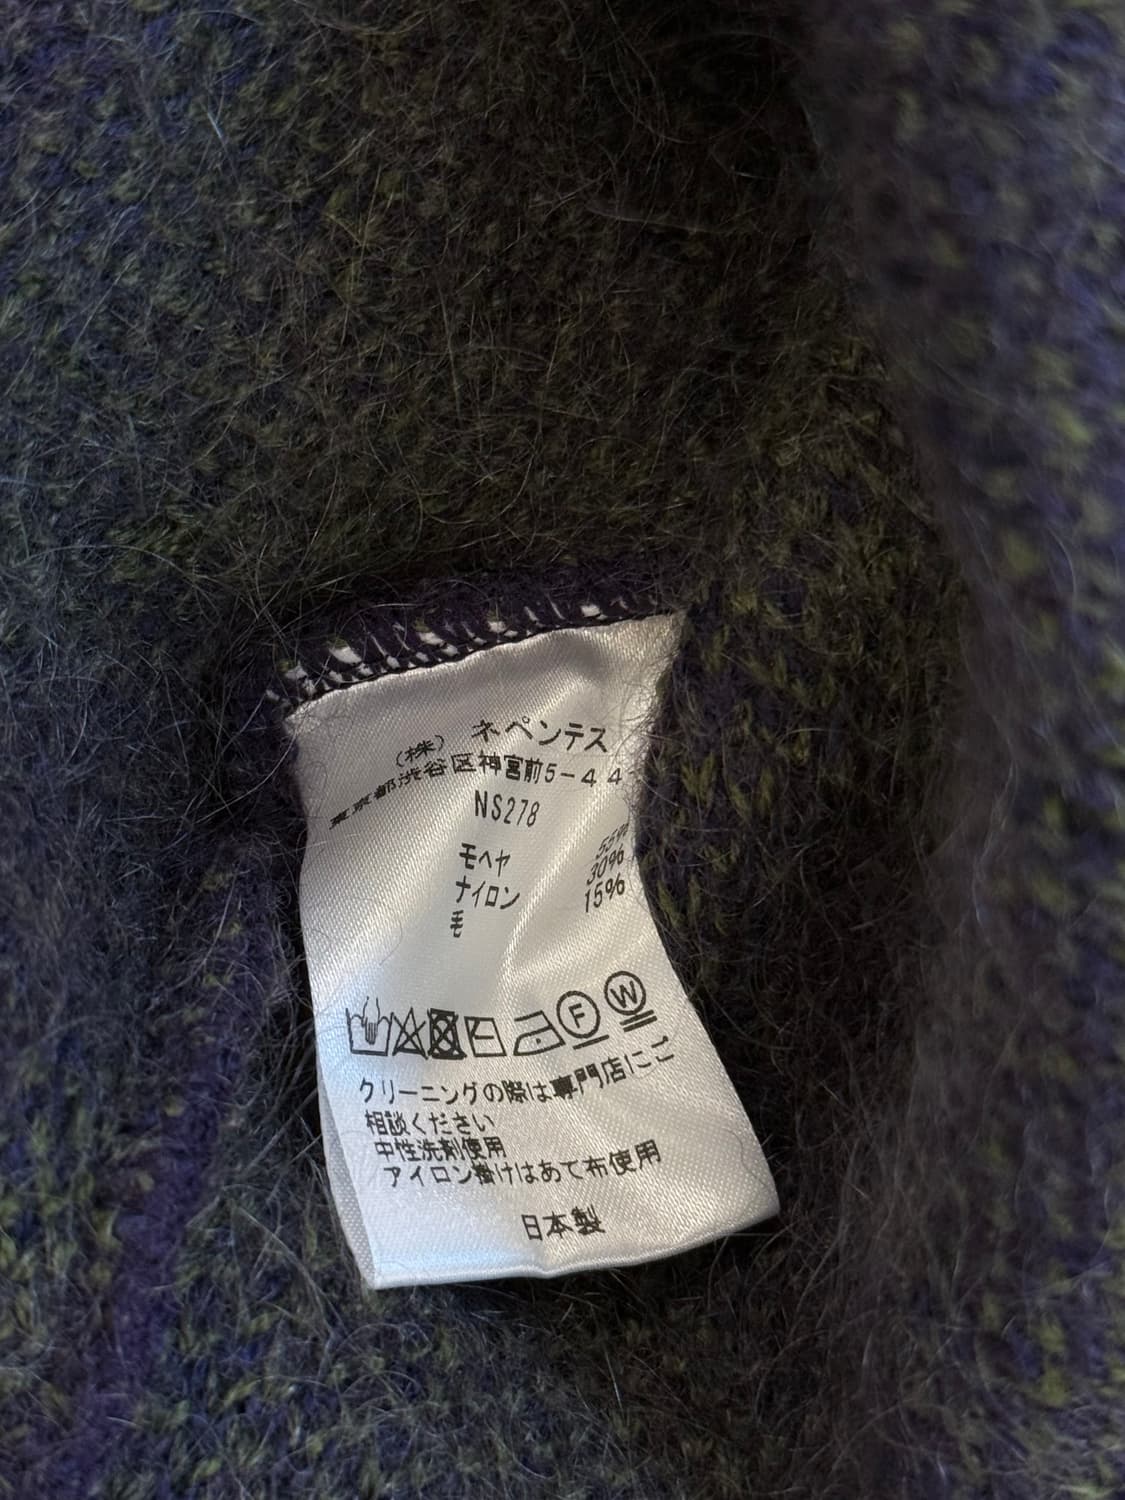 (株) ネペンテス
東京都渋谷区神宮前5-44
NS278
モヘヤ 55%
ナイロン 30%
毛 15%
F W
クリーニングの際は専門店にて
相談ください
中性洗剤使用
アイロン掛けはあて布使用
日本製